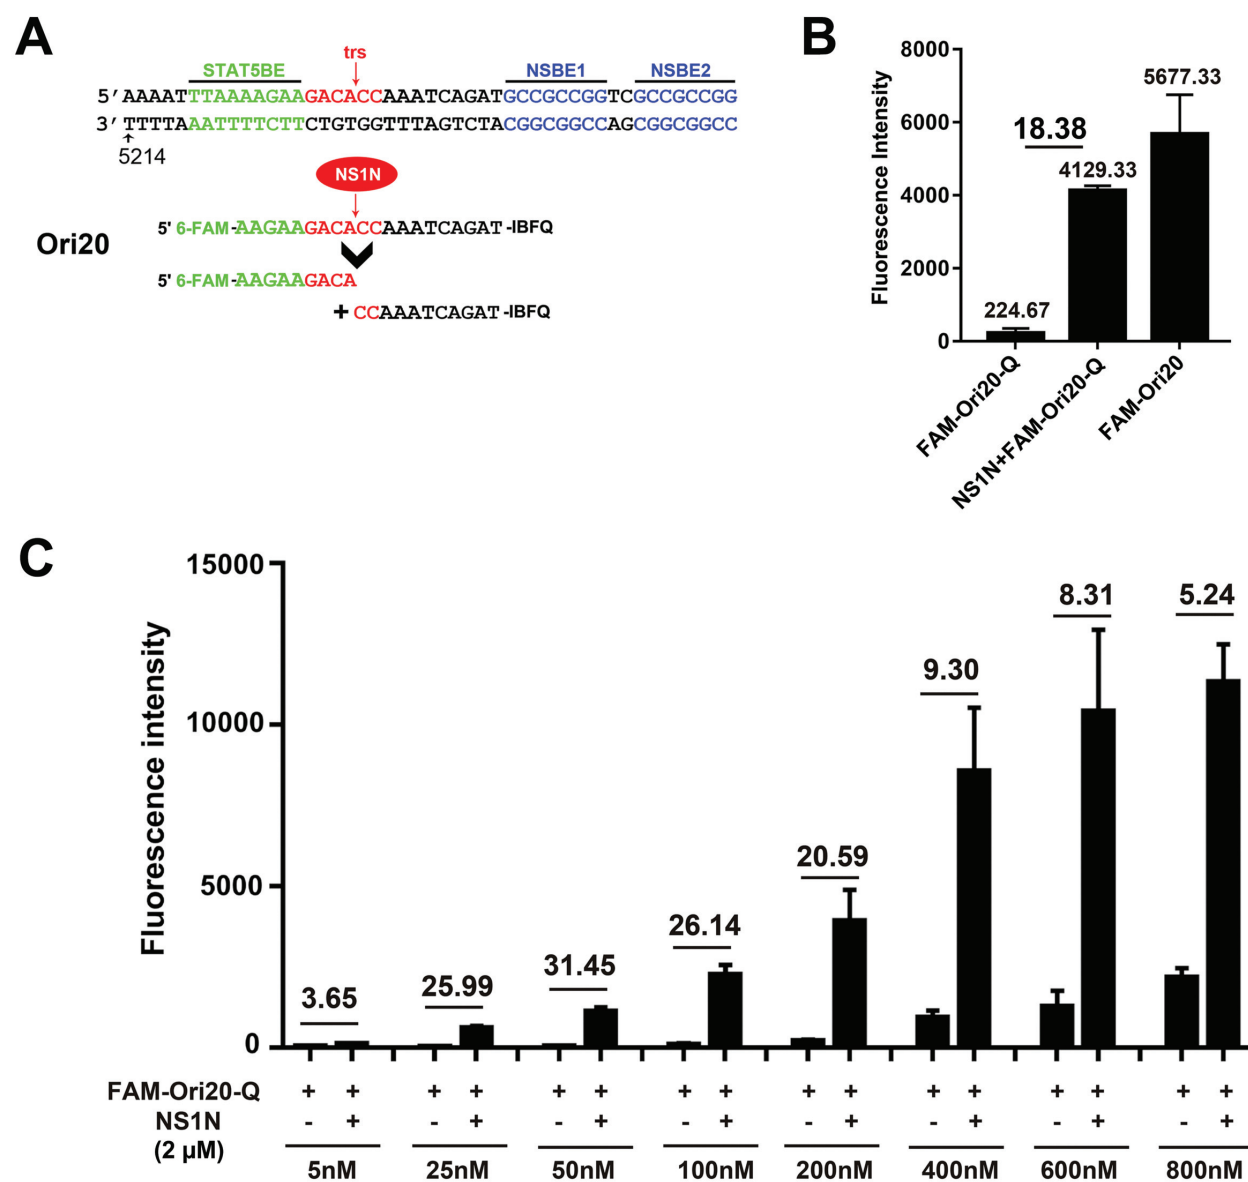 A
trs
STAT5BE NSBE1 NSBE2
5′AAAATTTAAAAGAAGACACCAAATCAGATGCCGCCGGTCGCCGCCGG
3′TTTTAAATTTTCTTCTGTGGTTTAGTCTACGGCGGCCAGCGGCGGCC
5214
NS1N
Ori20
5' 6-FAM-AAGAAGACACCAAATCAGAT-IBFQ
5' 6-FAM-AAGAAGACA
+ CCAAATCAGAT-IBFQ
B
Fluorescence Intensity
8000
6000
4000
2000
0
224.67
18.38
4129.33
5677.33
FAM-Ori20-Q
NS1N+FAM-Ori20-Q
FAM-Ori20
C
Fluorescence intensity
15000
10000
5000
0
3.65
25.99
31.45
26.14
20.59
9.30
8.31
5.24
FAM-Ori20-Q + + + + + + + + + + + + + + + +
NS1N - + - + - + - + - + - + - + - +
(2 µM)
5nM 25nM 50nM 100nM 200nM 400nM 600nM 800nM